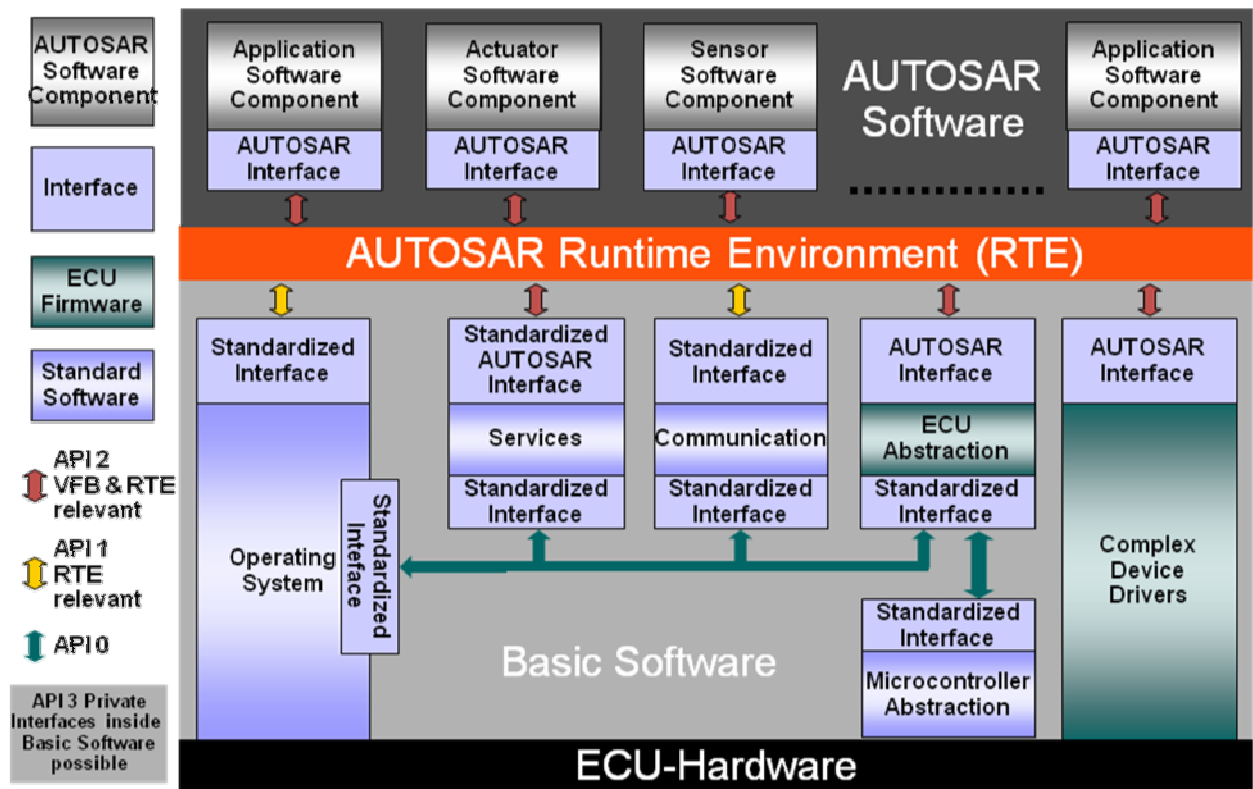 AUTOSAR
Software
Component
Interface
ECU
Firmware
Standard
Software
API 2
VFB & RTE
relevant
API 1
RTE
relevant
API 0
API 3 Private
Interfaces inside
Basic Software
possible
Application
Software
Component
AUTOSAR
Interface
Actuator
Software
Component
AUTOSAR
Interface
Sensor
Software
Component
AUTOSAR
Interface
AUTOSAR
Software
Application
Software
Component
AUTOSAR
Interface
AUTOSAR Runtime Environment (RTE)
Standardized
Interface
Operating
System
Standardized
Inteface
Standardized
AUTOSAR
Interface
Services
Standardized
Interface
Standardized
Interface
Communication
Standardized
Interface
AUTOSAR
Interface
ECU
Abstraction
Standardized
Interface
Standardized
Interface
Microcontroller
Abstraction
AUTOSAR
Interface
Complex
Device
Drivers
Basic Software
ECU-Hardware